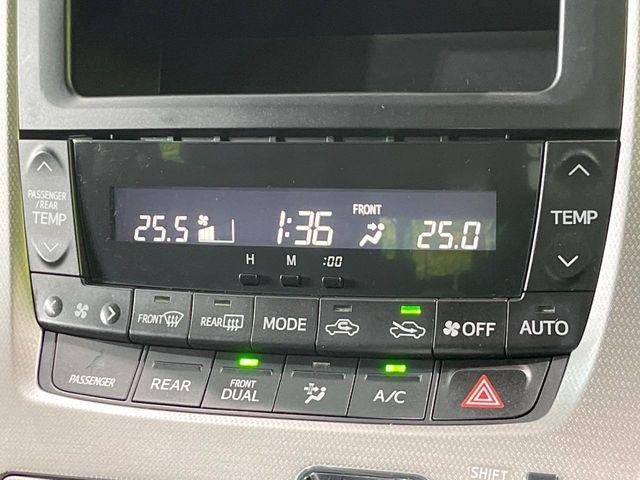 PASSENGER
/REAR
TEMP
25.5 1:36 FRONT 25.0
TEMP
H M :00
FRONT REAR MODE OFF AUTO
PASSENGER REAR FRONT DUAL A/C
SHIFT